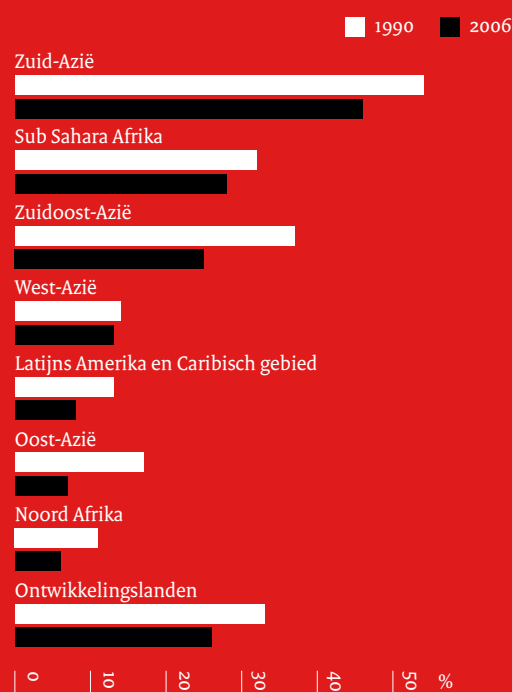 1990 2006
Zuid-Azië
Sub Sahara Afrika
Zuidoost-Azië
West-Azië
Latijns Amerika en Caribisch gebied
Oost-Azië
Noord Afrika
Ontwikkelingslanden
0 10 20 30 40 50 %